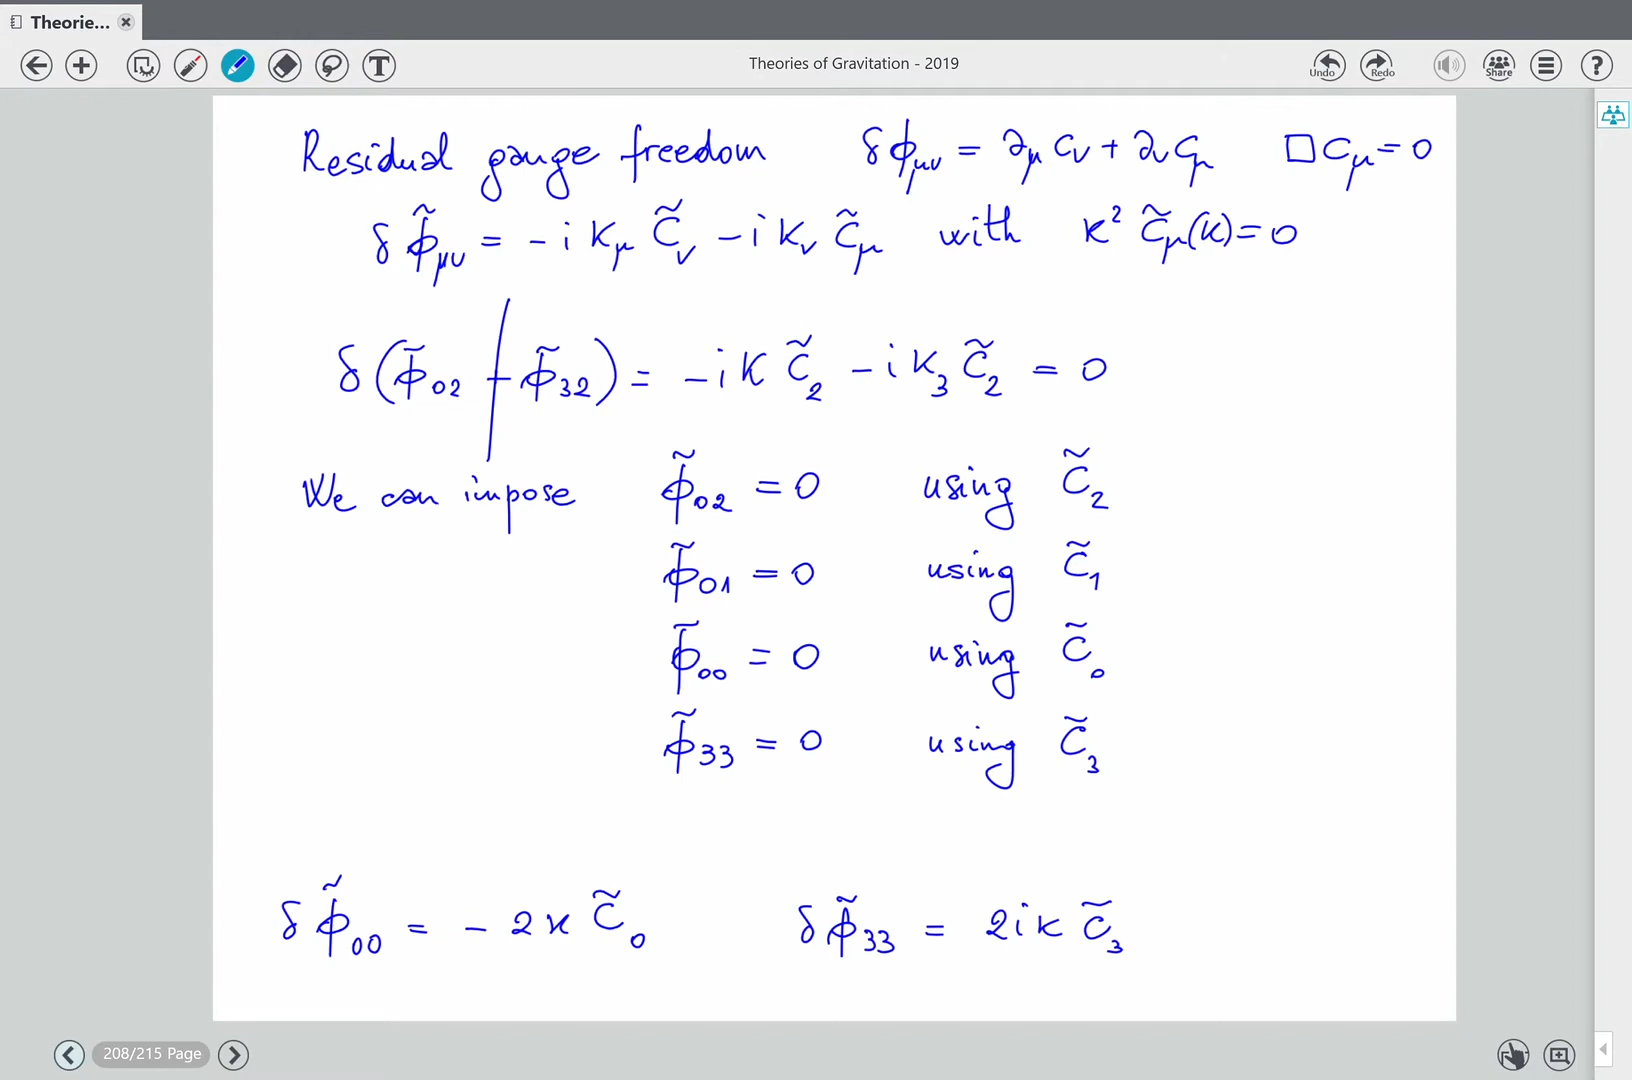 Theorie...
Theories of Gravitation - 2019
Undo Redo Share ?
Residual gauge freedom δϕ_μν = ∂_μ C_ν + ∂_ν C_μ □ C_μ = 0
δϕ̃_μν = - i k_μ C̃_ν - i k_ν C̃_μ with k² C̃_μ(k) = 0
δ(ϕ̃_02 + ϕ̃_32) = - i k C̃_2 - i k_3 C̃_2 = 0
We can impose ϕ̃_02 = 0 using C̃_2
ϕ̃_01 = 0 using C̃_1
ϕ̃_00 = 0 using C̃_0
ϕ̃_33 = 0 using C̃_3
δϕ̃_00 = - 2 k C̃_0 δϕ̃_33 = 2 i k C̃_3
208/215 Page